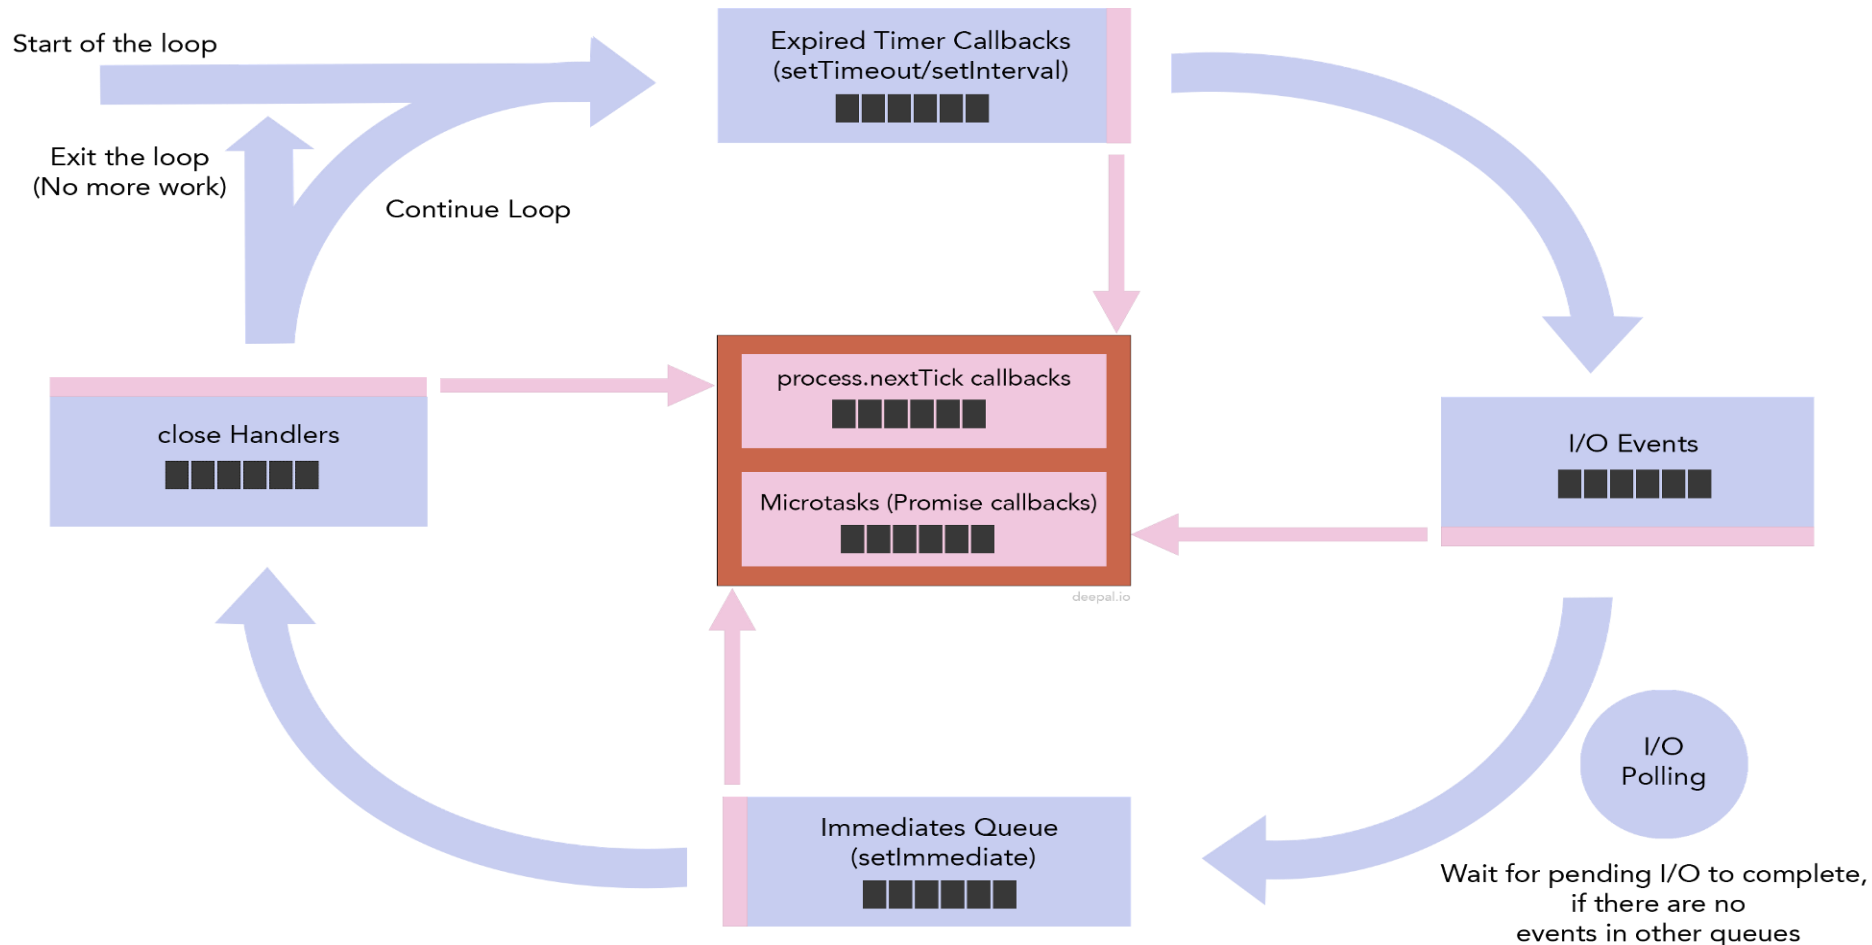 Start of the loop
Exit the loop
(No more work)
Continue Loop
Expired Timer Callbacks
(setTimeout/setInterval)
process.nextTick callbacks
Microtasks (Promise callbacks)
deepal.io
close Handlers
I/O Events
I/O
Polling
Wait for pending I/O to complete,
if there are no
events in other queues
Immediates Queue
(setImmediate)